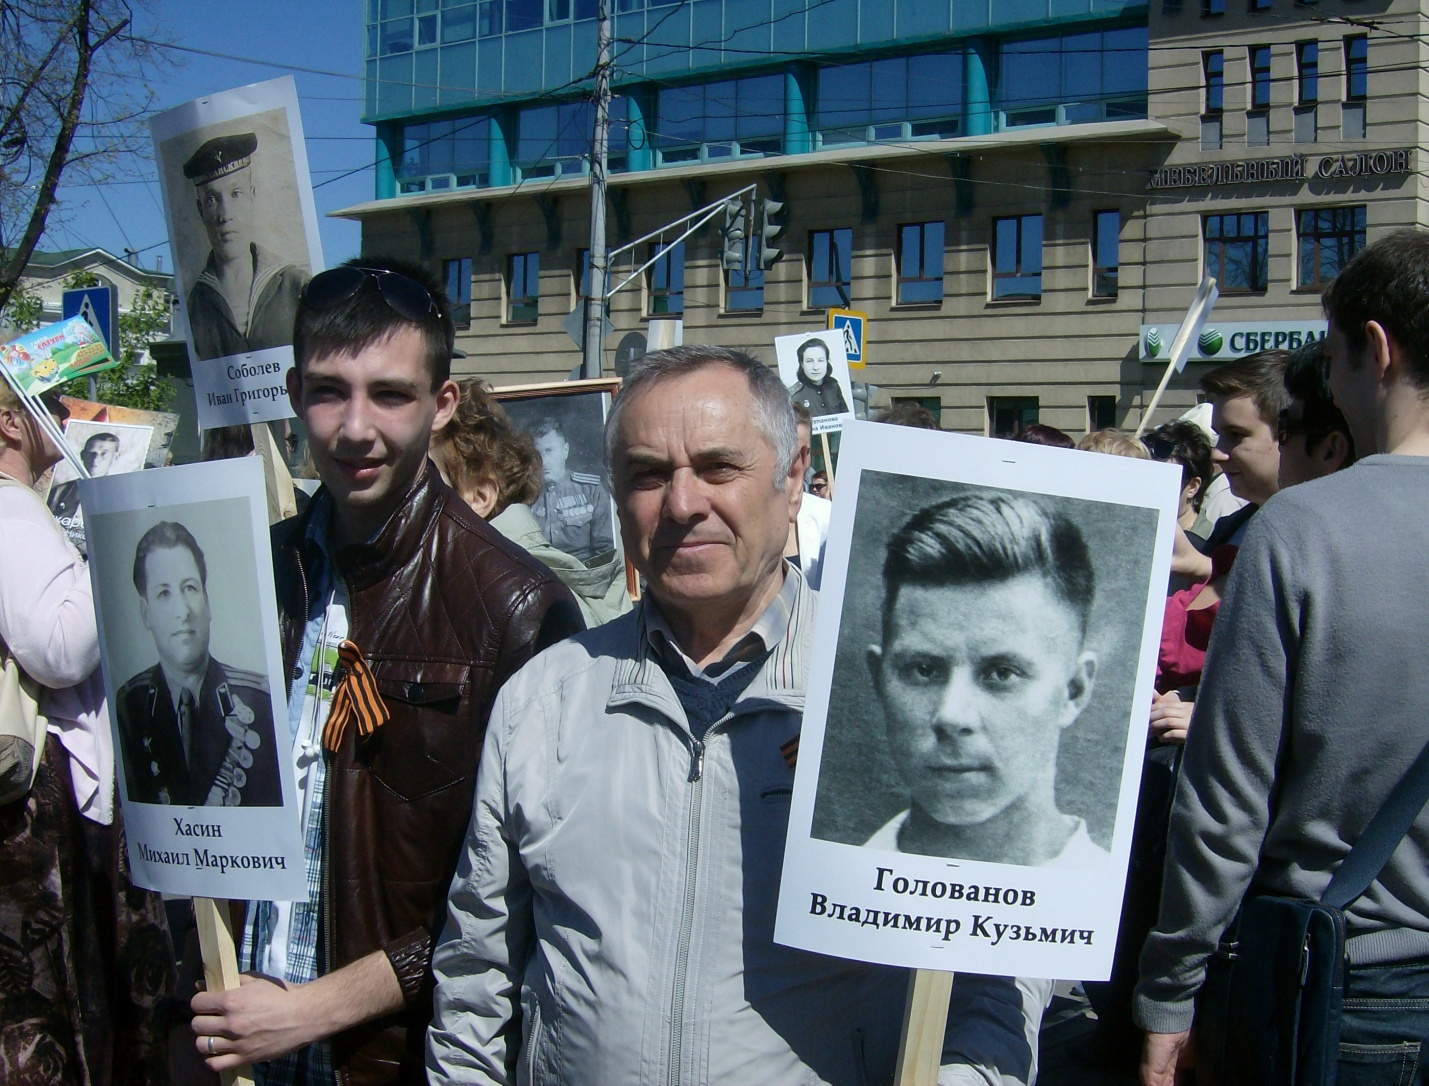 МЕБЕЛЬНЫЙ САЛОН
СБЕРБА
Соболев
Иван Григорь
Хасин
Михаил Маркович
Голованов
Владимир Кузьмич